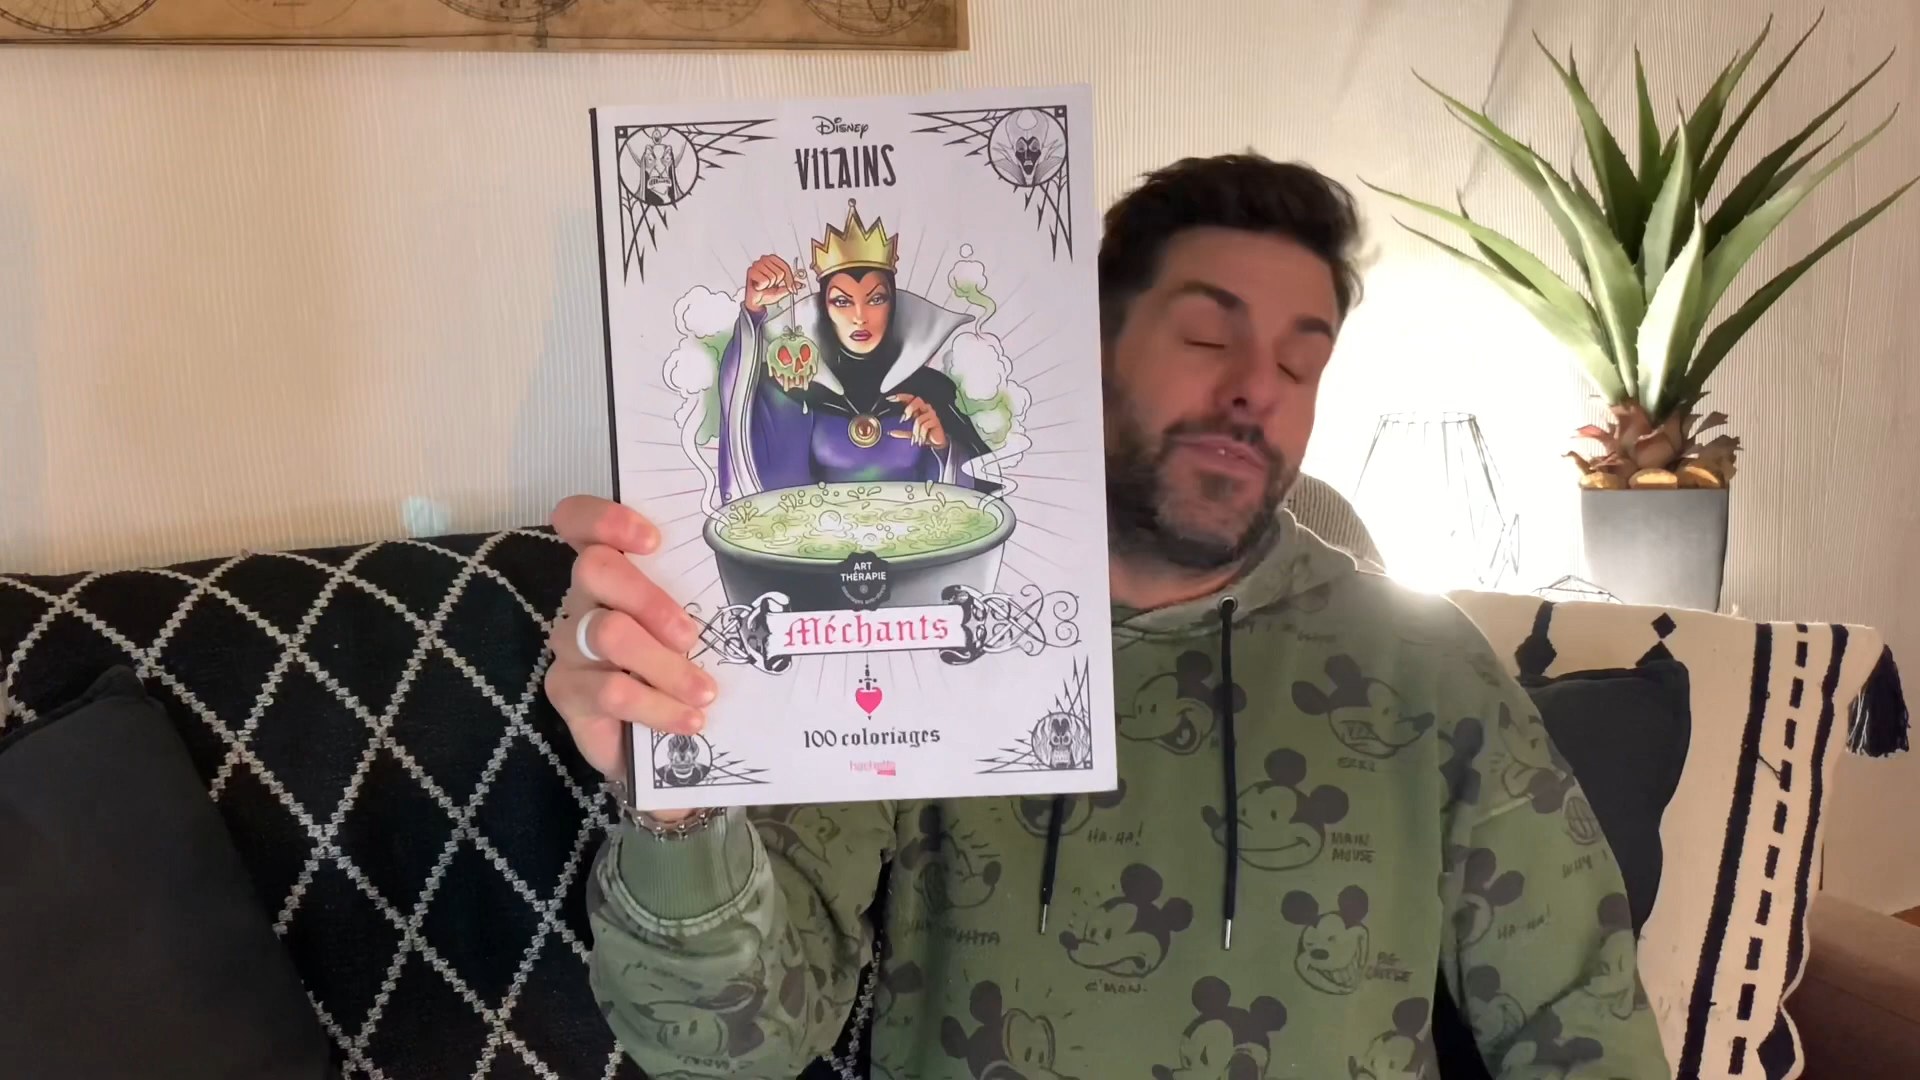 Disney
VILAINS
ART
THÉRAPIE
Méchants
100 coloriages
hachette
HA-HA!
MAIN
MOUSE
C'MON-
HA-HA!